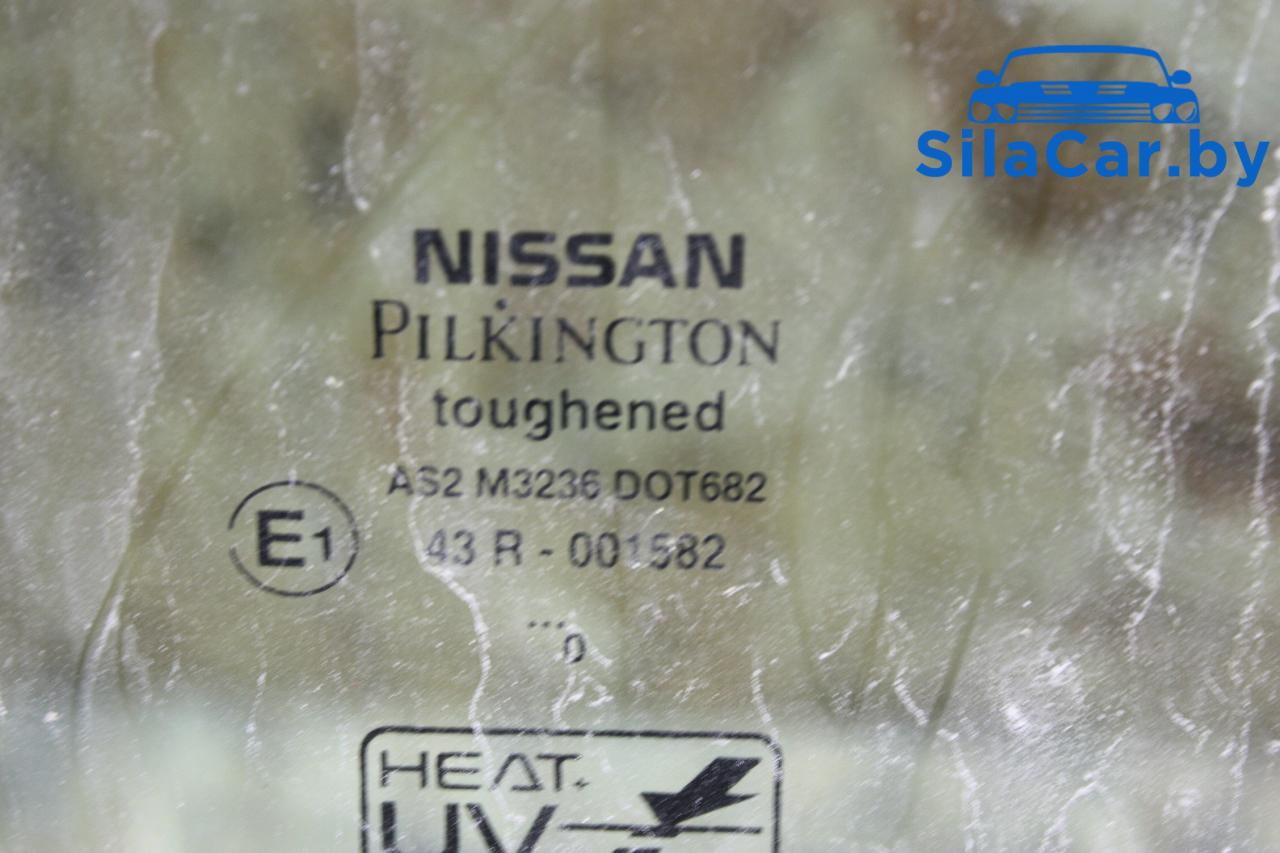 SilaCar.by
NISSAN
PILKINGTON
toughened
AS2 M3236 DOT682
E1
43 R - 001582
...
0
HEAT
UV